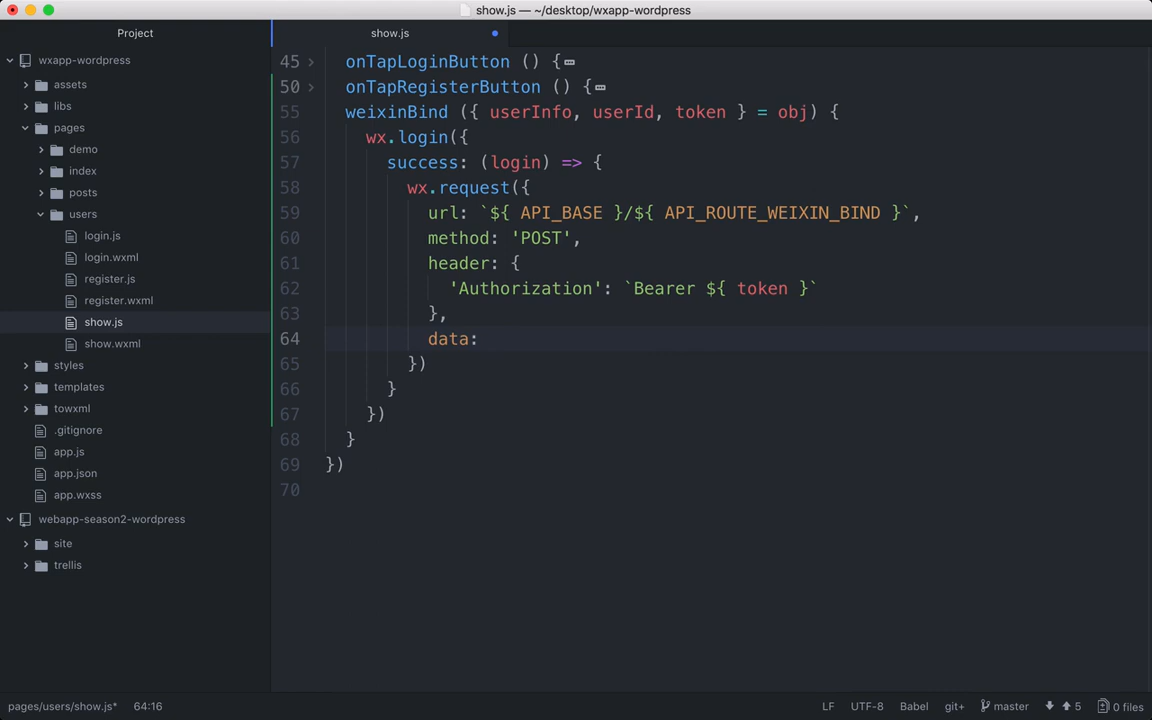 show.js — ~/desktop/wxapp-wordpress
Project
show.js
wxapp-wordpress
assets
libs
pages
demo
index
posts
users
login.js
login.wxml
register.js
register.wxml
show.js
show.wxml
styles
templates
towxml
.gitignore
app.js
app.json
app.wxss
webapp-season2-wordpress
site
trellis
45 onTapLoginButton () {
50 onTapRegisterButton () {
55 weixinBind ({ userInfo, userId, token } = obj) {
56 wx.login({
57 success: (login) => {
58 wx.request({
59 url: `${ API_BASE }/${ API_ROUTE_WEIXIN_BIND }`,
60 method: 'POST',
61 header: {
62 'Authorization': `Bearer ${ token }`
63 },
64 data:
65 })
66 }
67 })
68 }
69 })
70
pages/users/show.js* 64:16 LF UTF-8 Babel git+ master 5 0 files